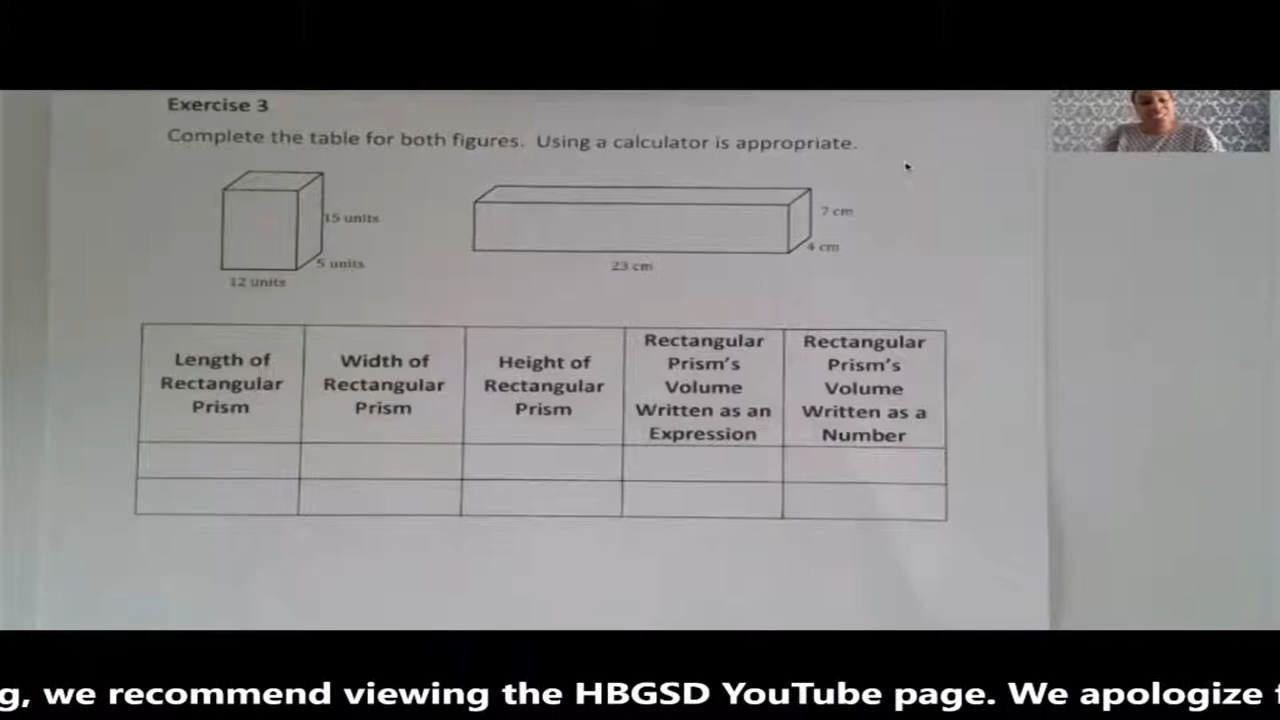 Exercise 3
Complete the table for both figures. Using a calculator is appropriate.
15 units
5 units
12 units
7 cm
4 cm
23 cm
Length of
Rectangular
Prism
Width of
Rectangular
Prism
Height of
Rectangular
Prism
Rectangular
Prism's
Volume
Written as an
Expression
Rectangular
Prism's
Volume
Written as a
Number
g, we recommend viewing the HBGSD YouTube page. We apologize